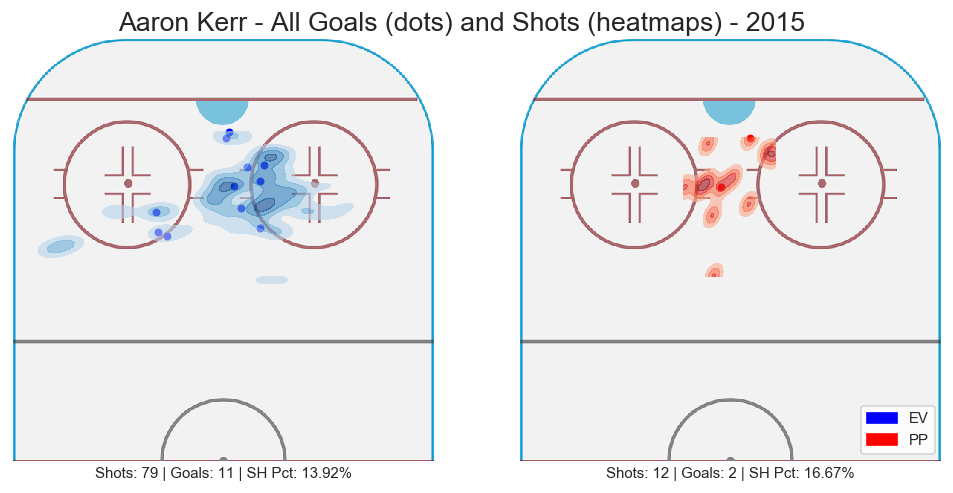 Aaron Kerr - All Goals (dots) and Shots (heatmaps) - 2015
EV
PP
Shots: 79 | Goals: 11 | SH Pct: 13.92%
Shots: 12 | Goals: 2 | SH Pct: 16.67%